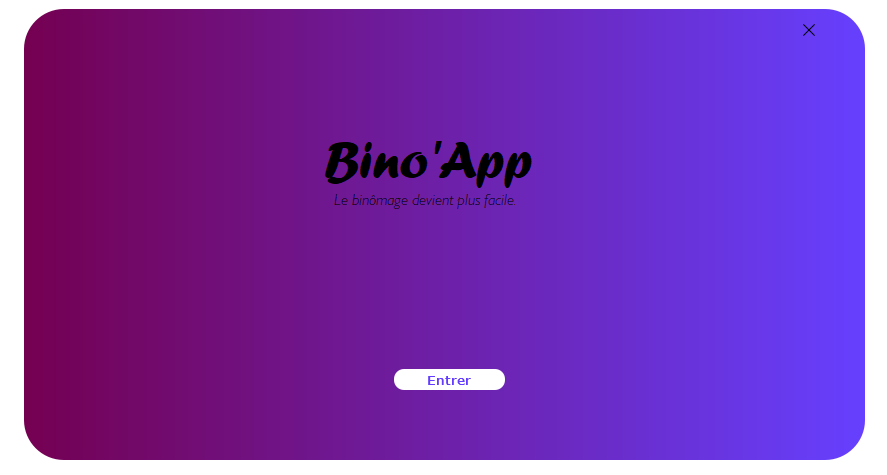 Bino'App
Le binômage devient plus facile.
Entrer